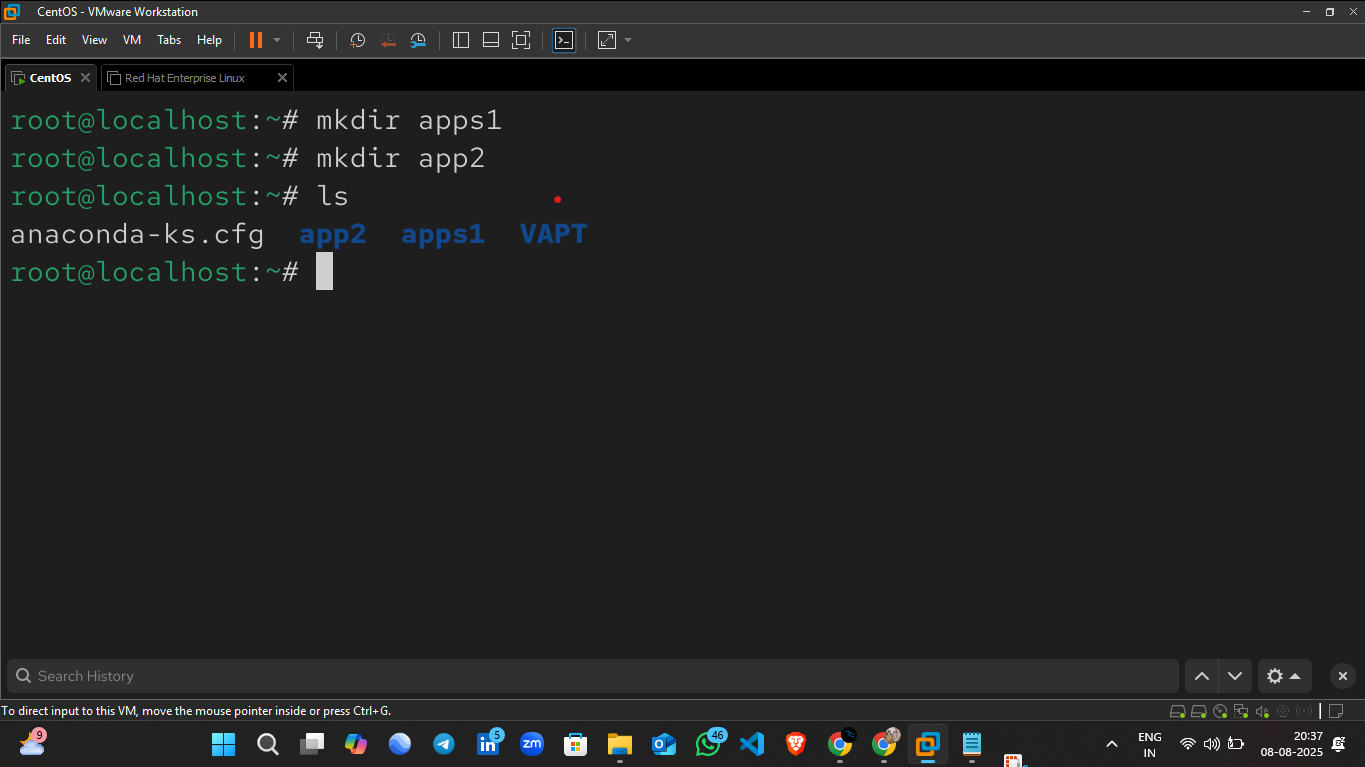 CentOS - VMware Workstation
File Edit View VM Tabs Help
CentOS Red Hat Enterprise Linux
root@localhost:~# mkdir apps1
root@localhost:~# mkdir app2
root@localhost:~# ls
anaconda-ks.cfg app2 apps1 VAPT
root@localhost:~#
Search History
To direct input to this VM, move the mouse pointer inside or press Ctrl+G.
9 5 zm 46 ENG 20:37
in IN 08-08-2025